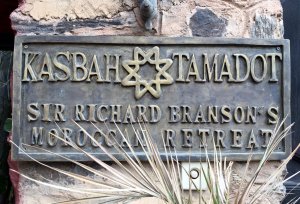 KASBAH TAMADOT
SIR RICHARD BRANSON'S
MOROCCAN RETREAT